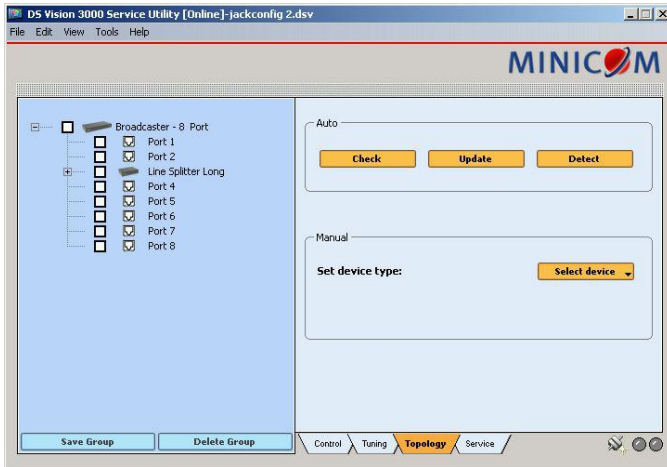 DS Vision 3000 Service Utility [Online]-jackconfig 2.dsv
File Edit View Tools Help
MINICOM
Broadcaster - 8 Port
Port 1
Port 2
Line Splitter Long
Port 4
Port 5
Port 6
Port 7
Port 8
Save Group Delete Group
Auto
Check Update Detect
Manual
Set device type: Select device
Control Tuning Topology Service